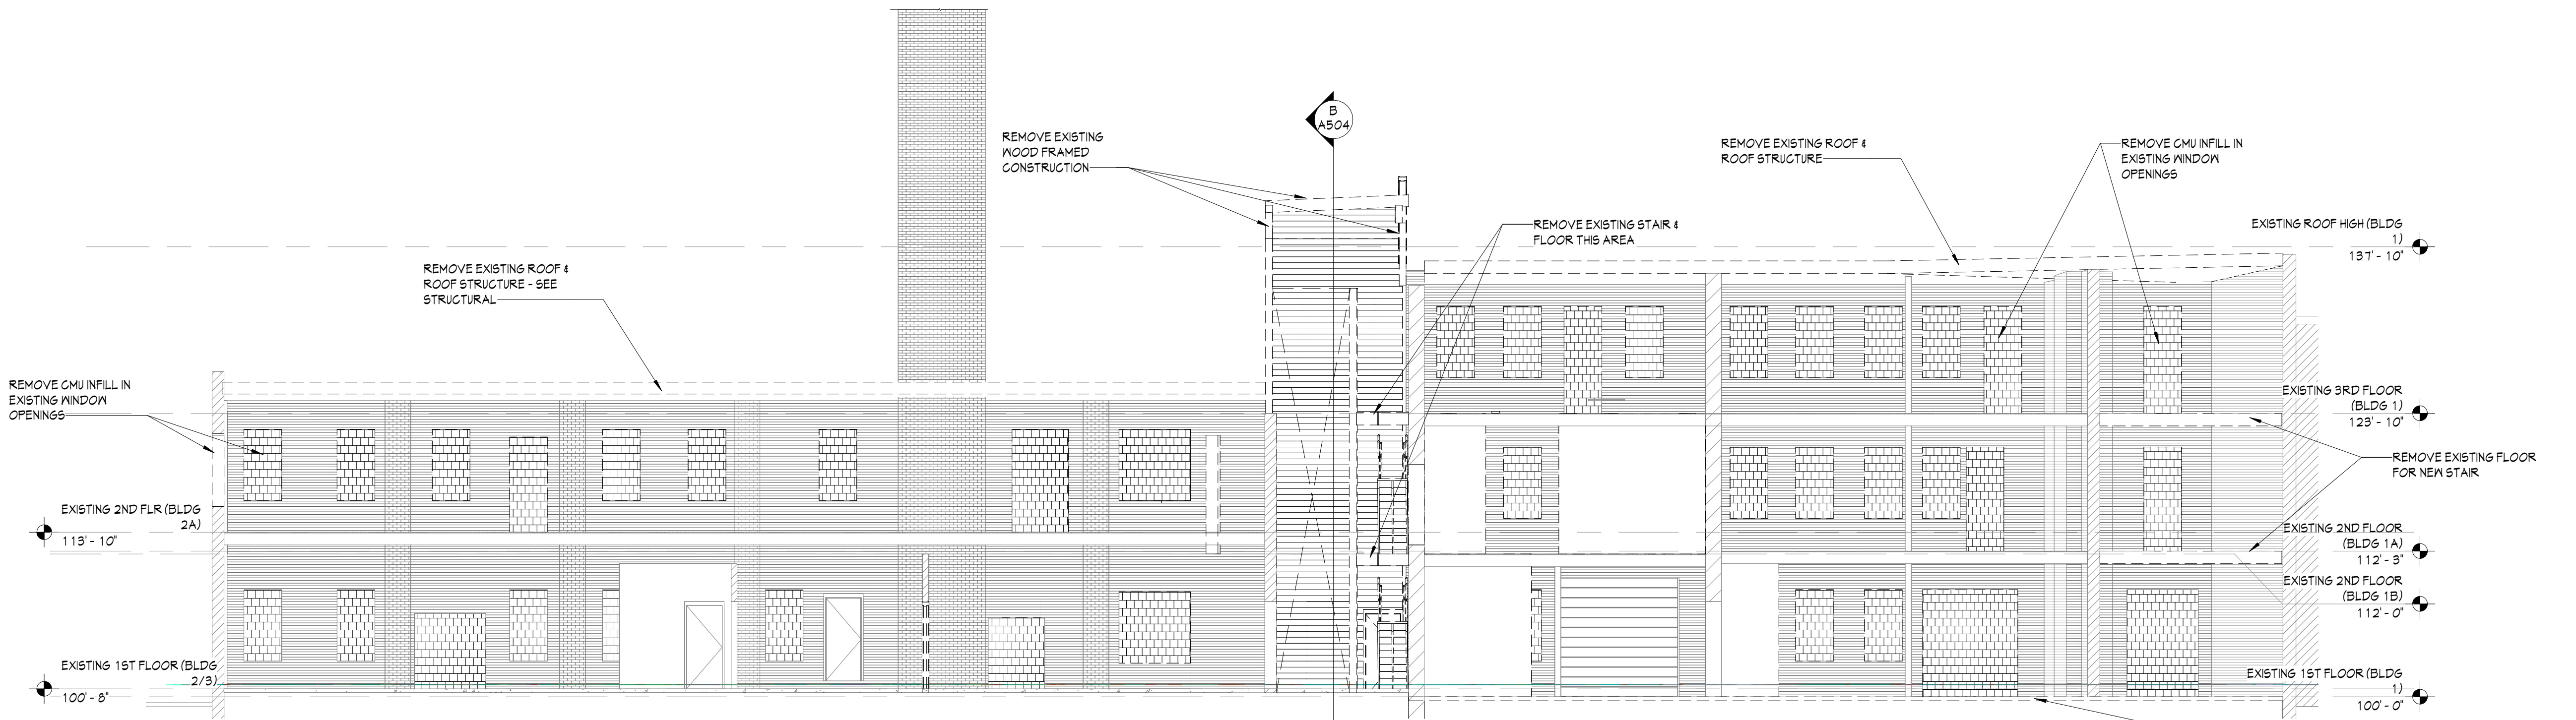 B
A504
REMOVE EXISTING
WOOD FRAMED
CONSTRUCTION
REMOVE EXISTING ROOF &
ROOF STRUCTURE
REMOVE CMU INFILL IN
EXISTING WINDOW
OPENINGS
REMOVE EXISTING STAIR &
FLOOR THIS AREA
EXISTING ROOF HIGH (BLDG
1)
137' - 10"
REMOVE EXISTING ROOF &
ROOF STRUCTURE - SEE
STRUCTURAL
REMOVE CMU INFILL IN
EXISTING WINDOW
OPENINGS
EXISTING 3RD FLOOR
(BLDG 1)
123' - 10"
REMOVE EXISTING FLOOR
FOR NEW STAIR
EXISTING 2ND FLR (BLDG
2A)
113' - 10"
EXISTING 2ND FLOOR
(BLDG 1A)
112' - 3"
EXISTING 2ND FLOOR
(BLDG 1B)
112' - 0"
EXISTING 1ST FLOOR (BLDG
2/3)
100' - 8"
EXISTING 1ST FLOOR (BLDG
1)
100' - 0"